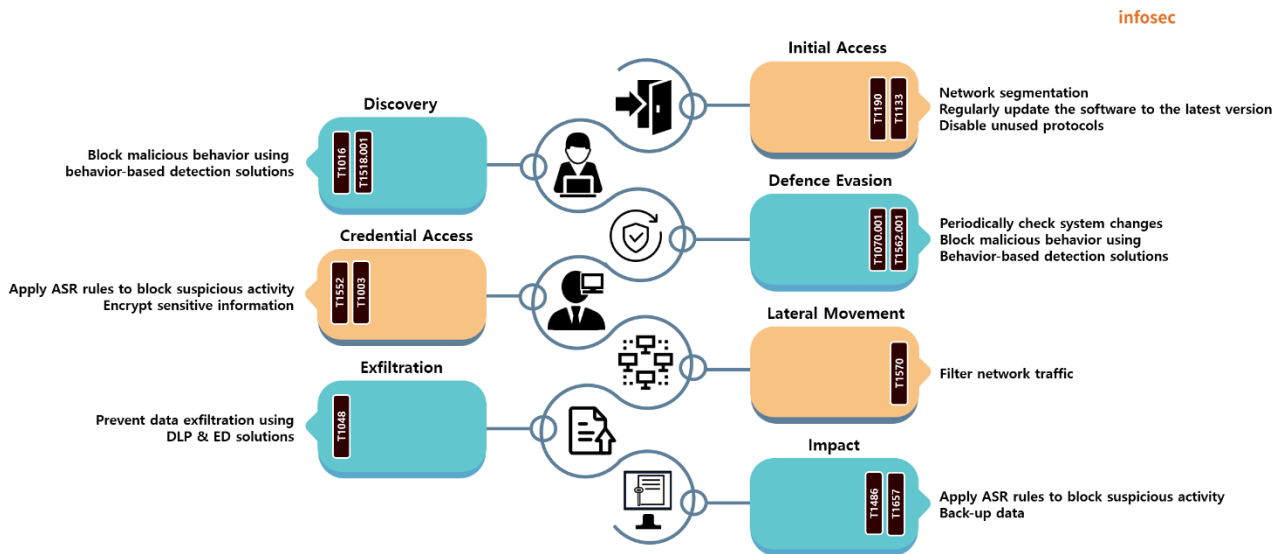 infosec
Initial Access
T1190
T1133
Network segmentation
Regularly update the software to the latest version
Disable unused protocols
Discovery
T1016
T1518.001
Block malicious behavior using
behavior-based detection solutions
Defence Evasion
T1070.001
T1562.001
Periodically check system changes
Block malicious behavior using
Behavior-based detection solutions
Credential Access
T1552
T1003
Apply ASR rules to block suspicious activity
Encrypt sensitive information
Lateral Movement
T1570
Filter network traffic
Exfiltration
T1048
Prevent data exfiltration using
DLP & ED solutions
Impact
T1486
T1657
Apply ASR rules to block suspicious activity
Back-up data